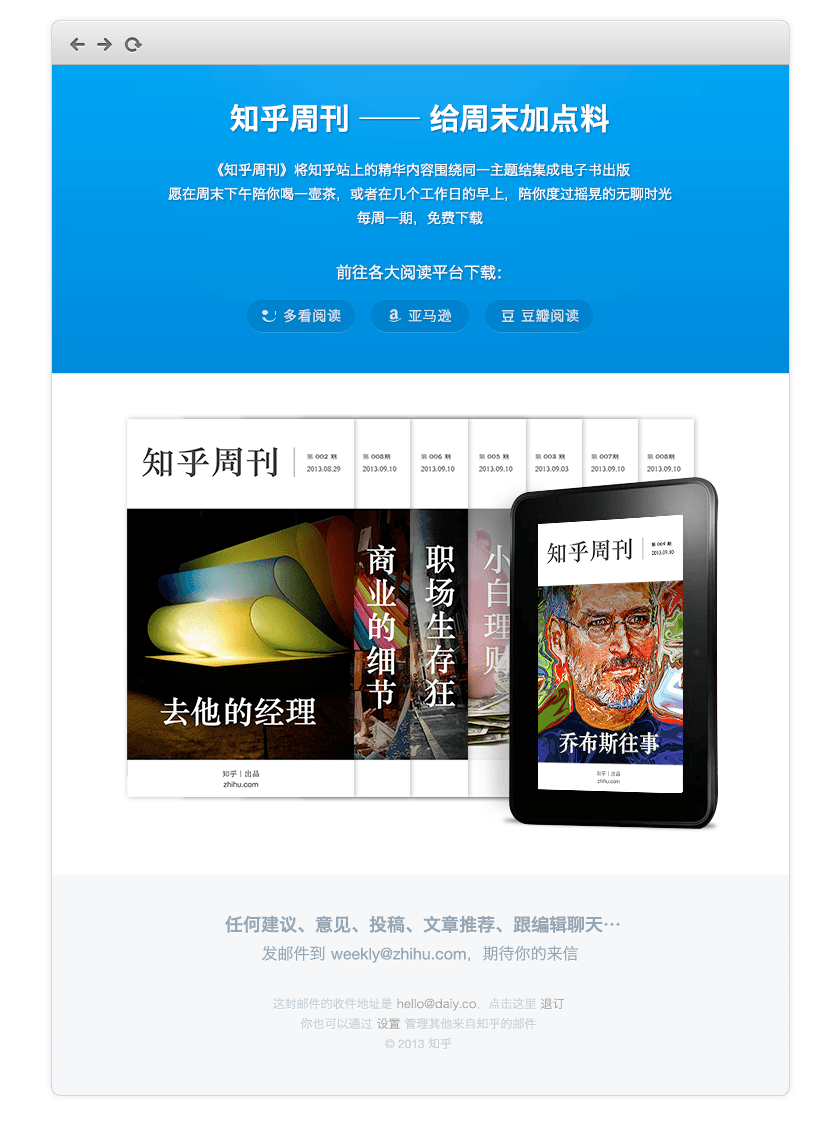 知乎周刊 —— 给周末加点料
《知乎周刊》将知乎站上的精华内容围绕同一主题结集成电子书出版
愿在周末下午陪你喝一壶茶，或者在几个工作日的早上，陪你度过摇晃的无聊时光
每周一期，免费下载
前往各大阅读平台下载：
多看阅读
a 亚马逊
豆 豆瓣阅读
知乎周刊
第 002 期
2013.08.29
第 008期
2013.09.10
第 006 期
2013.09.10
第 005 期
2013.09.10
第 003 期
2013.09.03
第 007期
2013.09.10
第 008期
2013.09.10
去他的经理
商业的细节
职场生存狂
小白理财
知乎｜出品
zhihu.com
知乎周刊
第 004 期
2013.09.10
乔布斯往事
知乎｜出品
zhihu.com
任何建议、意见、投稿、文章推荐、跟编辑聊天…
发邮件到 weekly@zhihu.com，期待你的来信
这封邮件的收件地址是 hello@daiy.co，点击这里 退订
你也可以通过 设置 管理其他来自知乎的邮件
© 2013 知乎